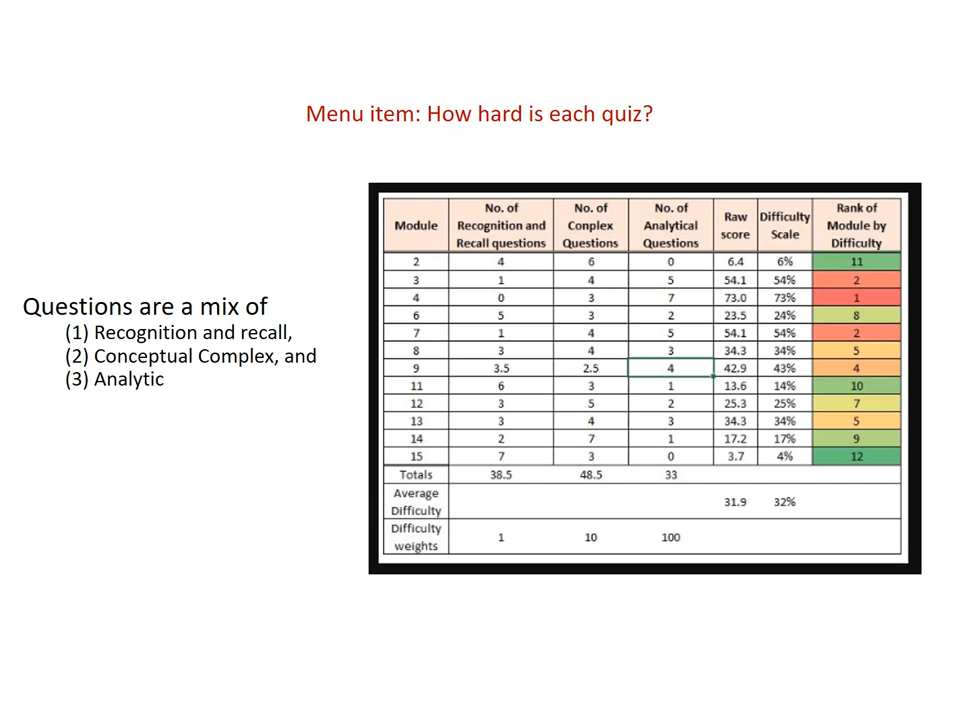 Menu item: How hard is each quiz?
Questions are a mix of
(1) Recognition and recall,
(2) Conceptual Complex, and
(3) Analytic
Module No. of Recognition and Recall questions No. of Conplex Questions No. of Analytical Questions Raw score Difficulty Scale Rank of Module by Difficulty
2 4 6 0 6.4 6% 11
3 1 4 5 54.1 54% 2
4 0 3 7 73.0 73% 1
6 5 3 2 23.5 24% 8
7 1 4 5 54.1 54% 2
8 3 4 3 34.3 34% 5
9 3.5 2.5 4 42.9 43% 4
11 6 3 1 13.6 14% 10
12 3 5 2 25.3 25% 7
13 3 4 3 34.3 34% 5
14 2 7 1 17.2 17% 9
15 7 3 0 3.7 4% 12
Totals 38.5 48.5 33
Average Difficulty 31.9 32%
Difficulty weights 1 10 100